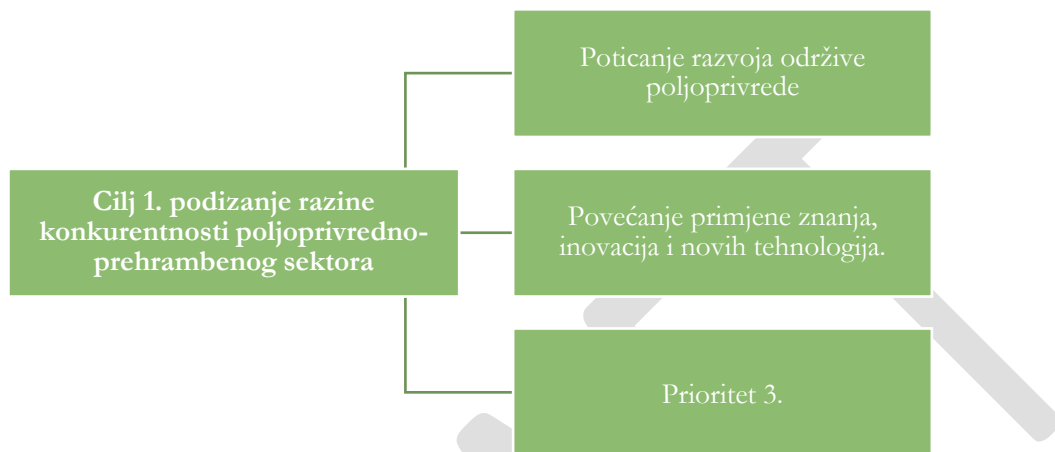 Poticanje razvoja održive
poljoprivrede
Cilj 1. podizanje razine
konkurentnosti poljoprivredno-
prehrambenog sektora
Povećanje primjene znanja,
inovacija i novih tehnologija.
Prioritet 3.